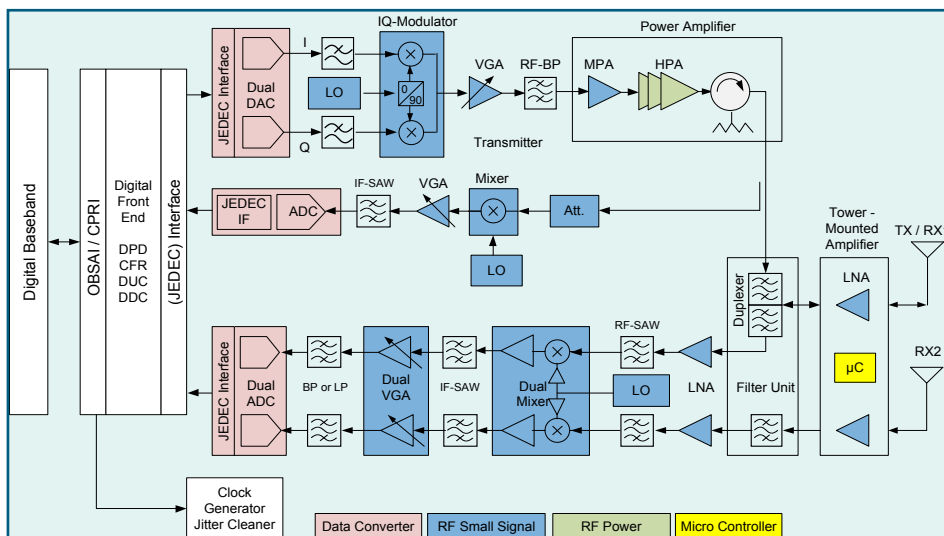 IQ-Modulator
Power Amplifier
JEDEC Interface
Dual
DAC
I
Q
LO
0
90
VGA
RF-BP
MPA
HPA
Transmitter
Digital Baseband
OBSAI / CPRI
Digital
Front
End
DPD
CFR
DUC
DDC
(JEDEC) Interface
JEDEC
IF
ADC
IF-SAW
VGA
Mixer
LO
Att.
Tower -
Mounted
Amplifier
TX / RX1
LNA
Duplexer
RX2
µC
JEDEC Interface
Dual
ADC
BP or LP
Dual
VGA
IF-SAW
Dual
Mixer
RF-SAW
LO
LNA
Filter Unit
Clock
Generator
Jitter Cleaner
Data Converter
RF Small Signal
RF Power
Micro Controller